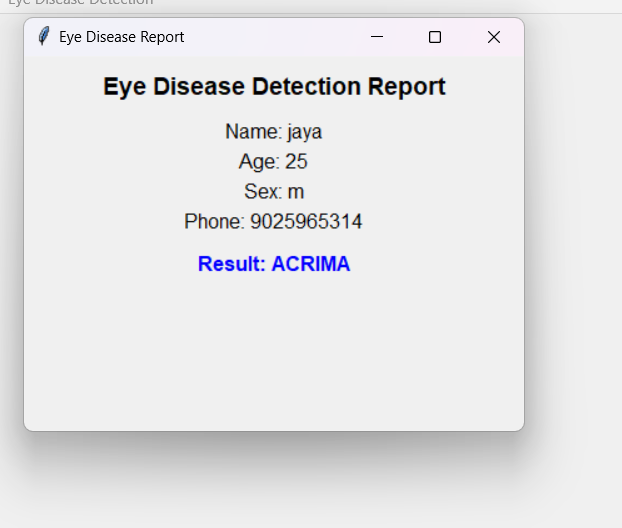 Eye Disease Detection
Eye Disease Report
Eye Disease Detection Report
Name: jaya
Age: 25
Sex: m
Phone: 9025965314
Result: ACRIMA